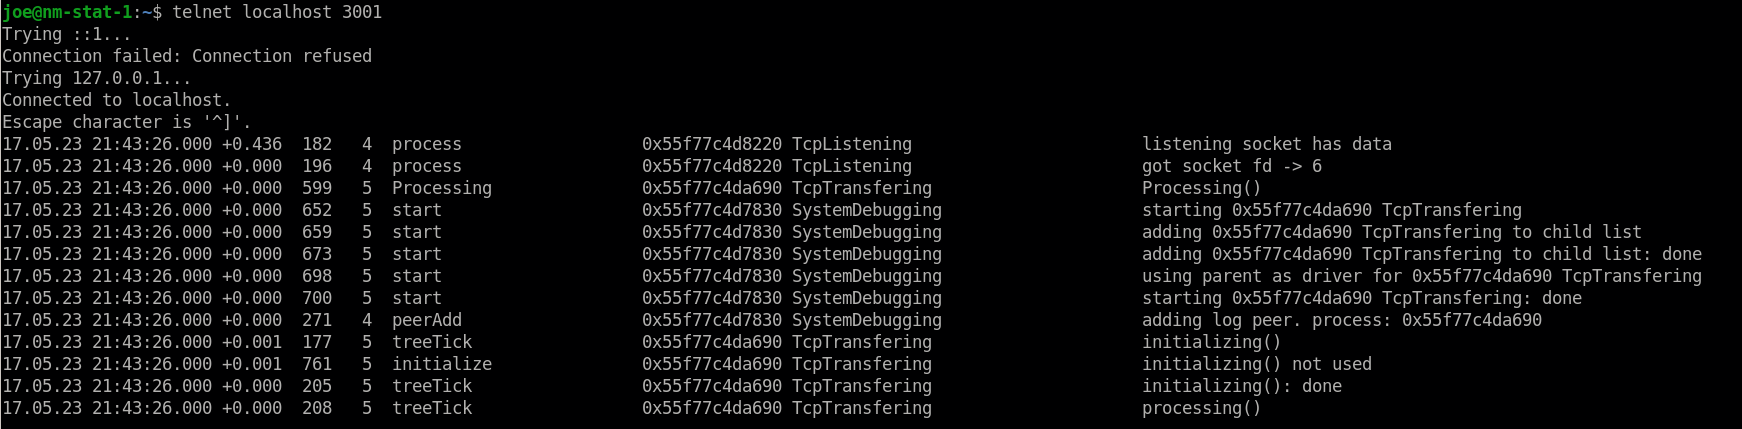 joe@nm-stat-1:~$ telnet localhost 3001
Trying ::1...
Connection failed: Connection refused
Trying 127.0.0.1...
Connected to localhost.
Escape character is '^]'.
17.05.23 21:43:26.000 +0.436  182   4  process                  0x55f77c4d8220 TcpListening                       listening socket has data
17.05.23 21:43:26.000 +0.000  196   4  process                  0x55f77c4d8220 TcpListening                       got socket fd -> 6
17.05.23 21:43:26.000 +0.000  599   5  Processing               0x55f77c4da690 TcpTransfering                     Processing()
17.05.23 21:43:26.000 +0.000  652   5  start                    0x55f77c4d7830 SystemDebugging                    starting 0x55f77c4da690 TcpTransfering
17.05.23 21:43:26.000 +0.000  659   5  start                    0x55f77c4d7830 SystemDebugging                    adding 0x55f77c4da690 TcpTransfering to child list
17.05.23 21:43:26.000 +0.000  673   5  start                    0x55f77c4d7830 SystemDebugging                    adding 0x55f77c4da690 TcpTransfering to child list: done
17.05.23 21:43:26.000 +0.000  698   5  start                    0x55f77c4d7830 SystemDebugging                    using parent as driver for 0x55f77c4da690 TcpTransfering
17.05.23 21:43:26.000 +0.000  700   5  start                    0x55f77c4d7830 SystemDebugging                    starting 0x55f77c4da690 TcpTransfering: done
17.05.23 21:43:26.000 +0.000  271   4  peerAdd                  0x55f77c4d7830 SystemDebugging                    adding log peer. process: 0x55f77c4da690
17.05.23 21:43:26.000 +0.001  177   5  treeTick                 0x55f77c4da690 TcpTransfering                     initializing()
17.05.23 21:43:26.000 +0.001  761   5  initialize               0x55f77c4da690 TcpTransfering                     initializing() not used
17.05.23 21:43:26.000 +0.000  205   5  treeTick                 0x55f77c4da690 TcpTransfering                     initializing(): done
17.05.23 21:43:26.000 +0.000  208   5  treeTick                 0x55f77c4da690 TcpTransfering                     processing()